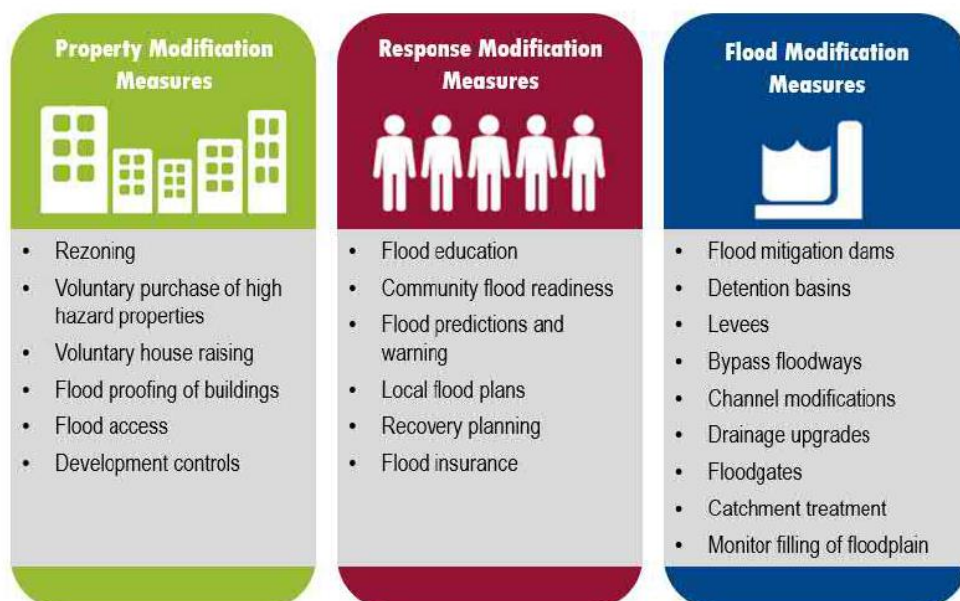 Property Modification
Measures
• Rezoning
• Voluntary purchase of high
hazard properties
• Voluntary house raising
• Flood proofing of buildings
• Flood access
• Development controls
Response Modification
Measures
• Flood education
• Community flood readiness
• Flood predictions and
warning
• Local flood plans
• Recovery planning
• Flood insurance
Flood Modification
Measures
• Flood mitigation dams
• Detention basins
• Levees
• Bypass floodways
• Channel modifications
• Drainage upgrades
• Floodgates
• Catchment treatment
• Monitor filling of floodplain